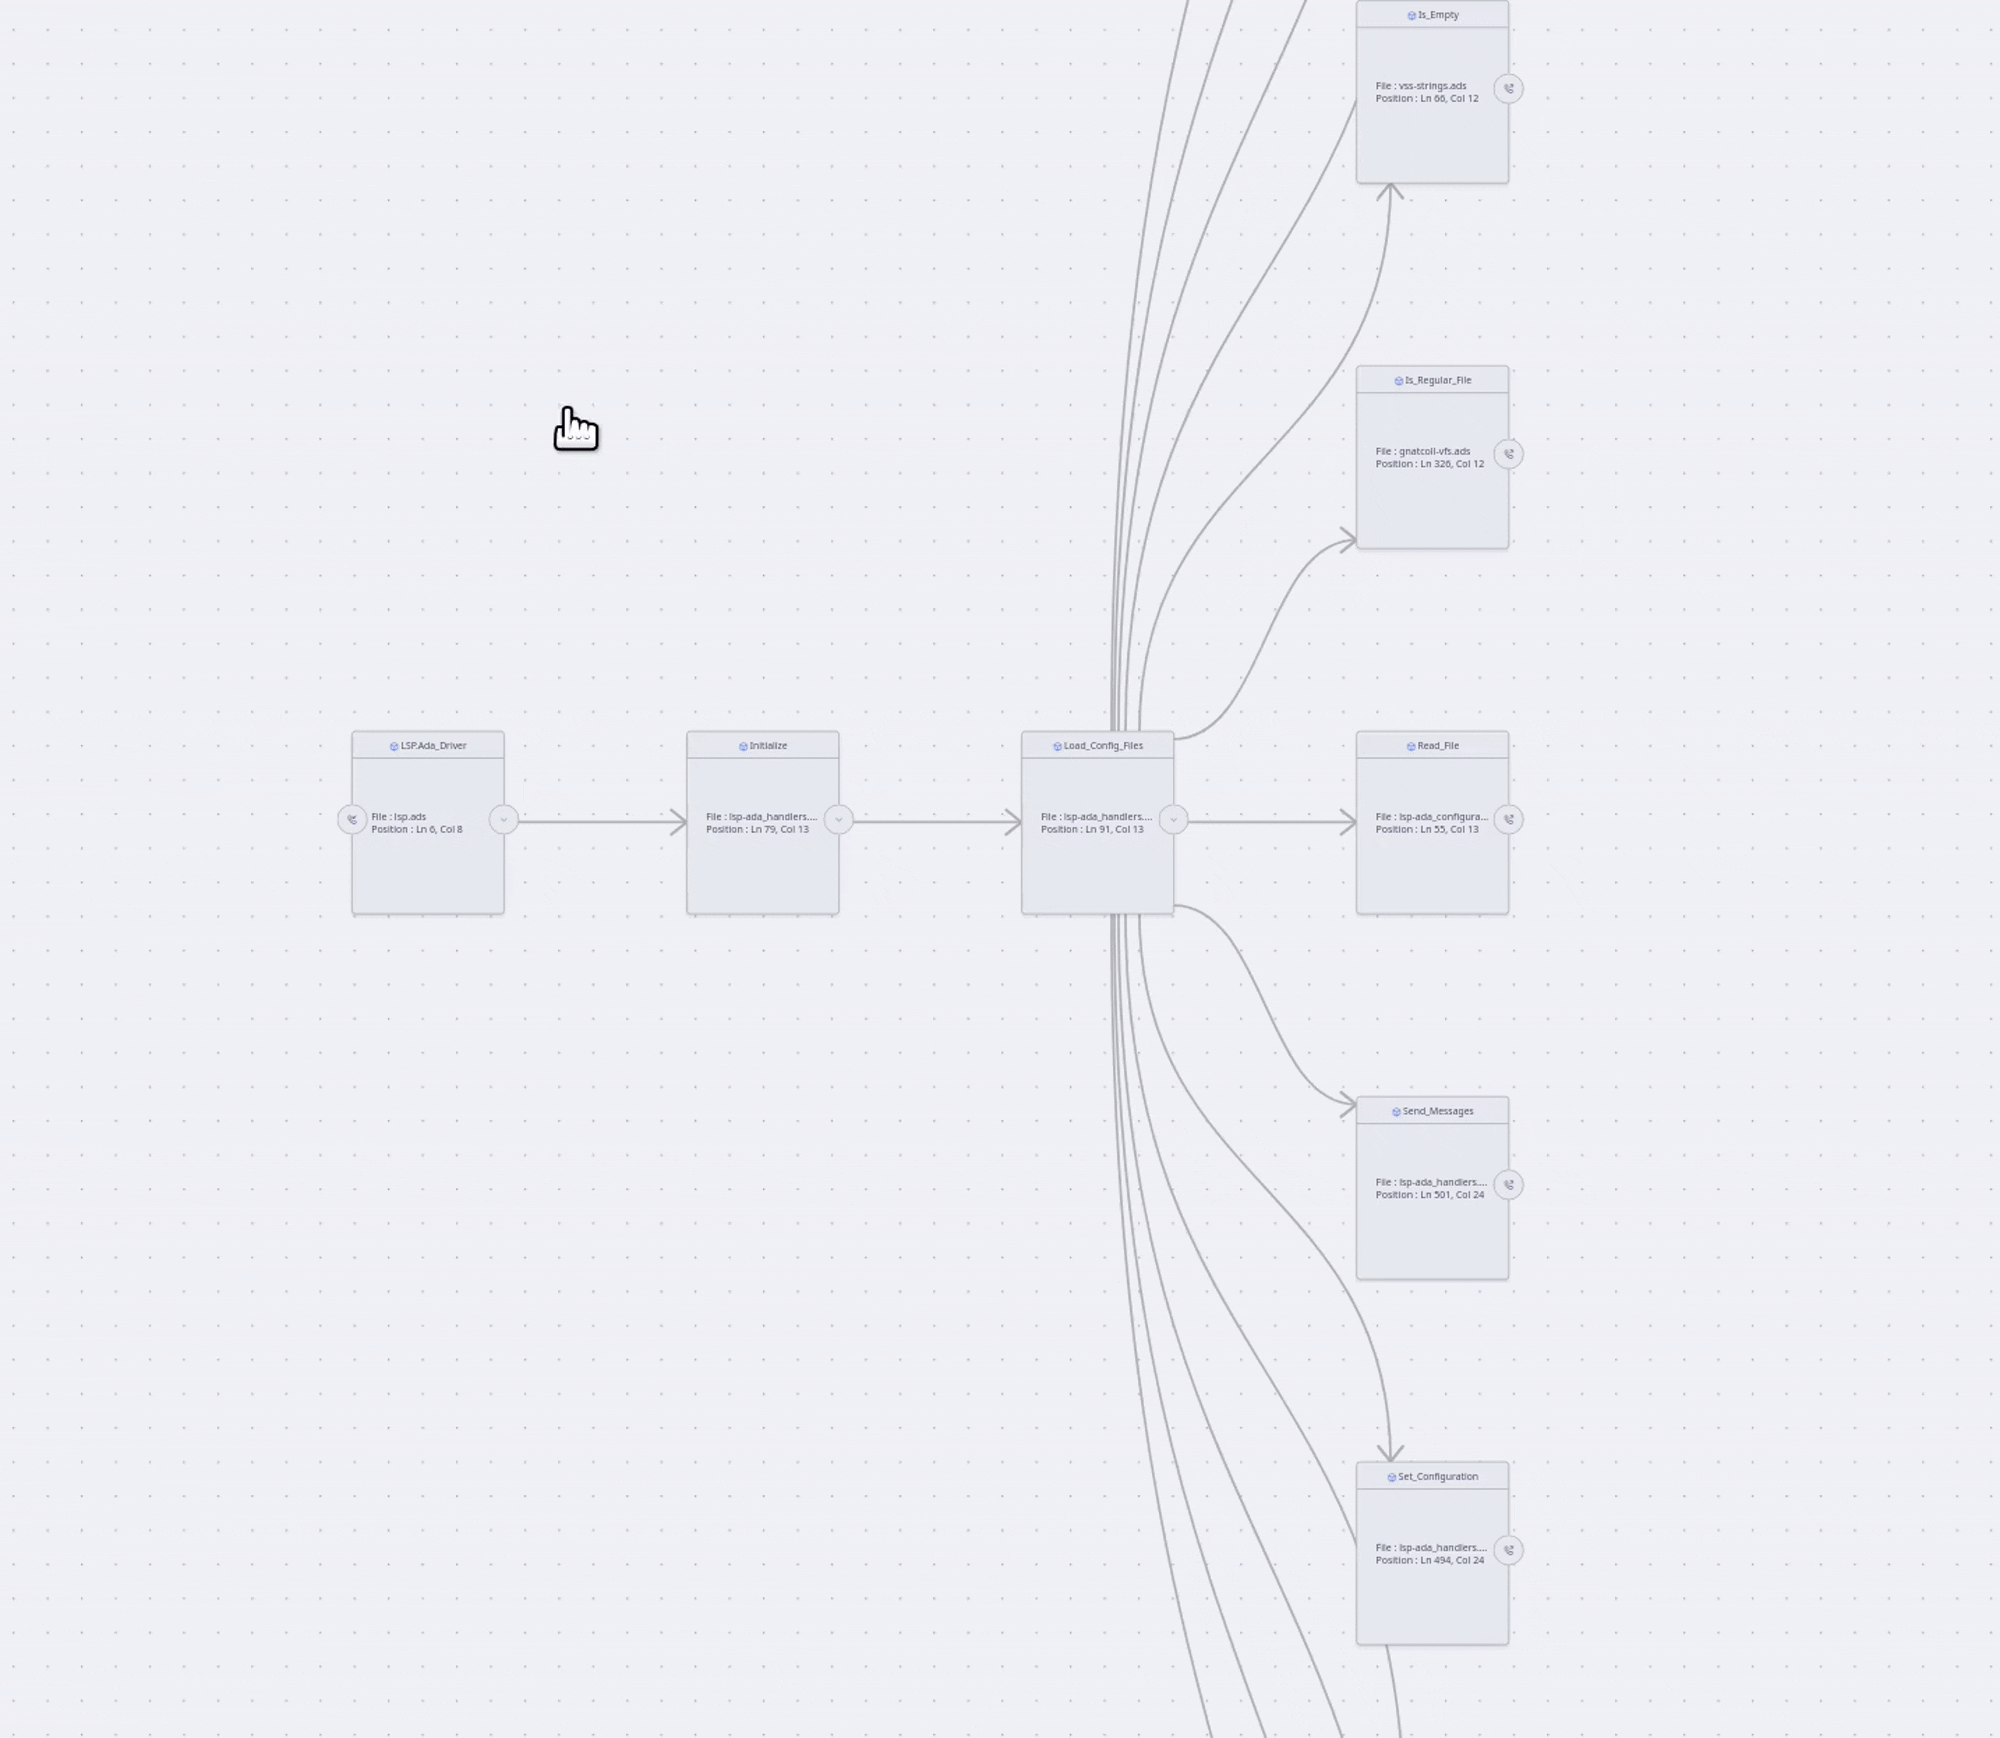 Is_Empty
File : vss-strings.ads
Position : Ln 66, Col 12
Is_Regular_File
File : gnatcoll-vfs.ads
Position : Ln 326, Col 12
LSP.Ada_Driver
File : lsp.ads
Position : Ln 6, Col 8
Initialize
File : lsp-ada_handlers....
Position : Ln 79, Col 13
Load_Config_Files
File : lsp-ada_handlers....
Position : Ln 91, Col 13
Read_File
File : lsp-ada_configura...
Position : Ln 55, Col 13
Send_Messages
File : lsp-ada_handlers....
Position : Ln 501, Col 24
Set_Configuration
File : lsp-ada_handlers....
Position : Ln 494, Col 24